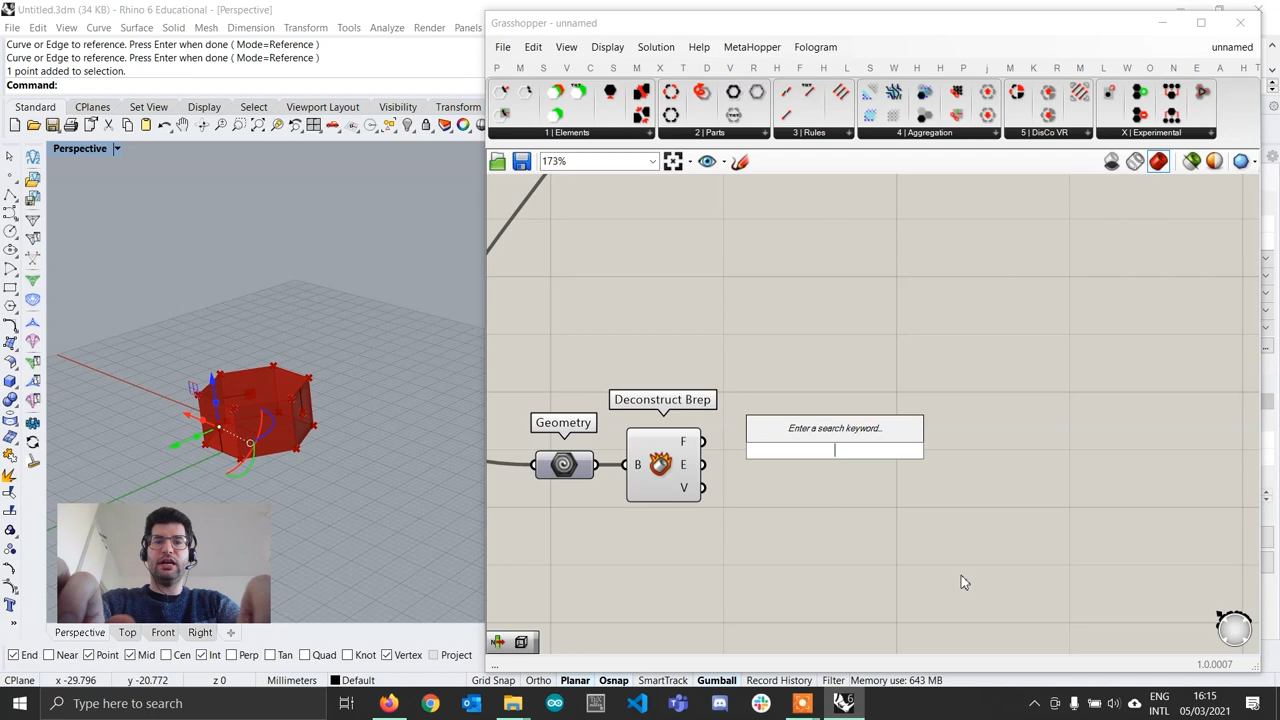 Untitled.3dm (34 KB) - Rhino 6 Educational - [Perspective]
File Edit View Curve Surface Solid Mesh Dimension Transform Tools Analyze Render Panels
Curve or Edge to reference. Press Enter when done ( Mode=Reference )
Curve or Edge to reference. Press Enter when done ( Mode=Reference )
1 point added to selection.
Command:
Standard CPlanes Set View Display Select Viewport Layout Visibility Transform
Perspective
Perspective Top Front Right
End Near Point Mid Cen Int Perp Tan Quad Knot Vertex Project
CPlane x -29.796 y -20.772 z 0 Millimeters Default Grid Snap Ortho Planar Osnap SmartTrack Gumball Record History Filter Memory use: 643 MB
Grasshopper - unnamed
File Edit View Display Solution Help MetaHopper Fologram unnamed
P M S V C S M X T D R H F L S W H H P j M R M L W O N E A H T
1 | Elements 2 | Parts 3 | Rules 4 | Aggregation 5 | DisCo VR X | Experimental
173%
Deconstruct Brep
Geometry
Enter a search keyword...
F
B E
V
...
1.0.0007
Type here to search
ENG
INTL
16:15
05/03/2021